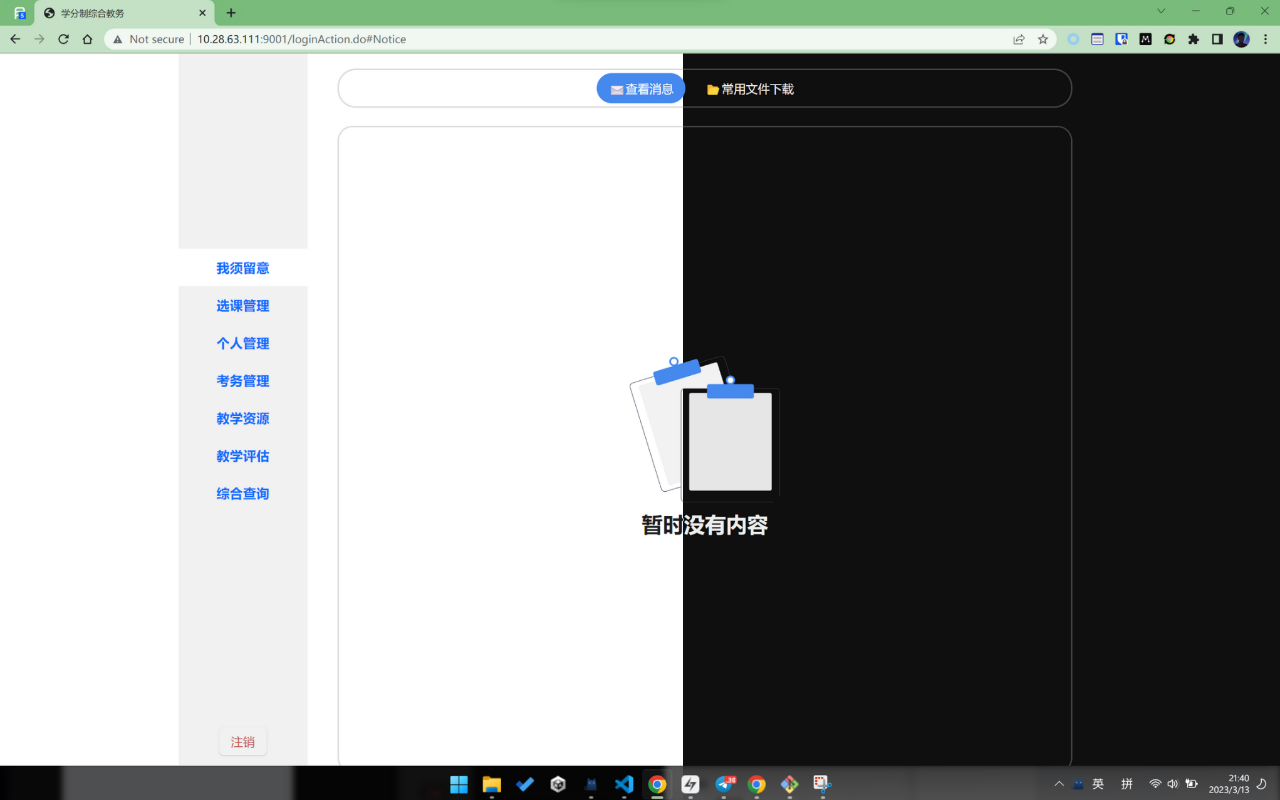 学分制综合教务
Not secure
10.28.63.111:9001/loginAction.do#Notice
查看消息
常用文件下载
我须留意
选课管理
个人管理
考务管理
教学资源
教学评估
综合查询
暂时没有内容
注销
英
拼
21:40
2023/3/13